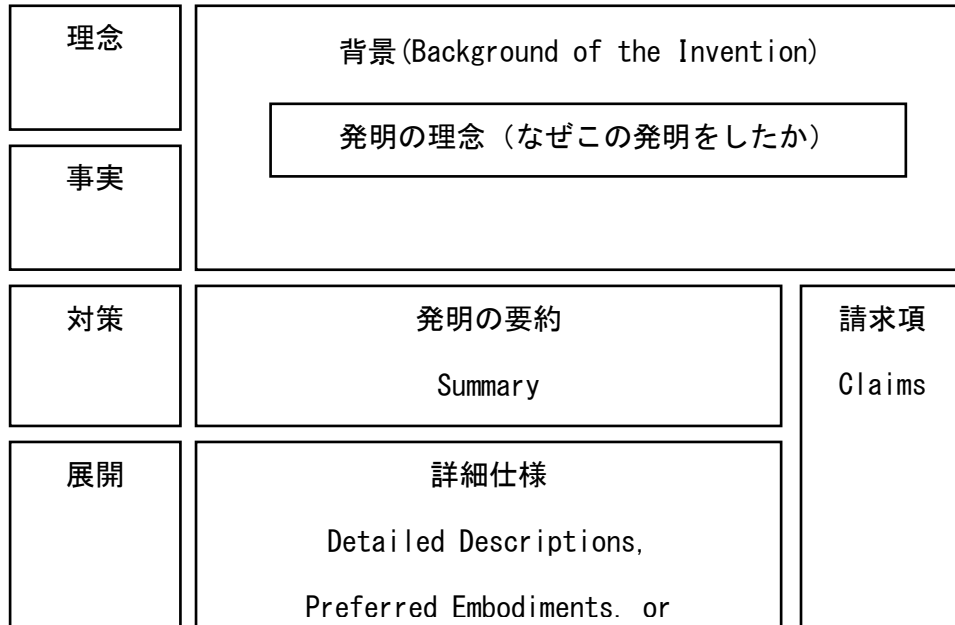 理念
背景(Background of the Invention)
発明の理念（なぜこの発明をしたか）
事実
対策
発明の要約
Summary
請求項
Claims
展開
詳細仕様
Detailed Descriptions,
Preferred Embodiments, or